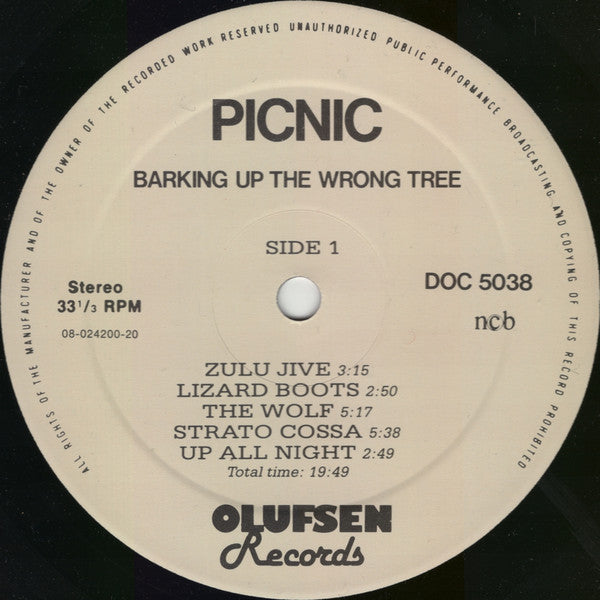 ALL RIGHTS OF THE MANUFACTURER AND OF THE OWNER OF THE RECORDED WORK RESERVED UNAUTHORIZED PUBLIC PERFORMANCE BROADCASTING AND COPYING OF THIS RECORD PROHIBITED
PICNIC
BARKING UP THE WRONG TREE
SIDE 1
Stereo
33 1/3 RPM
08-024200-20
DOC 5038
ncb
ZULU JIVE 3:15
LIZARD BOOTS 2:50
THE WOLF 5:17
STRATO COSSA 5:38
UP ALL NIGHT 2:49
Total time: 19:49
OLUFSEN
Records